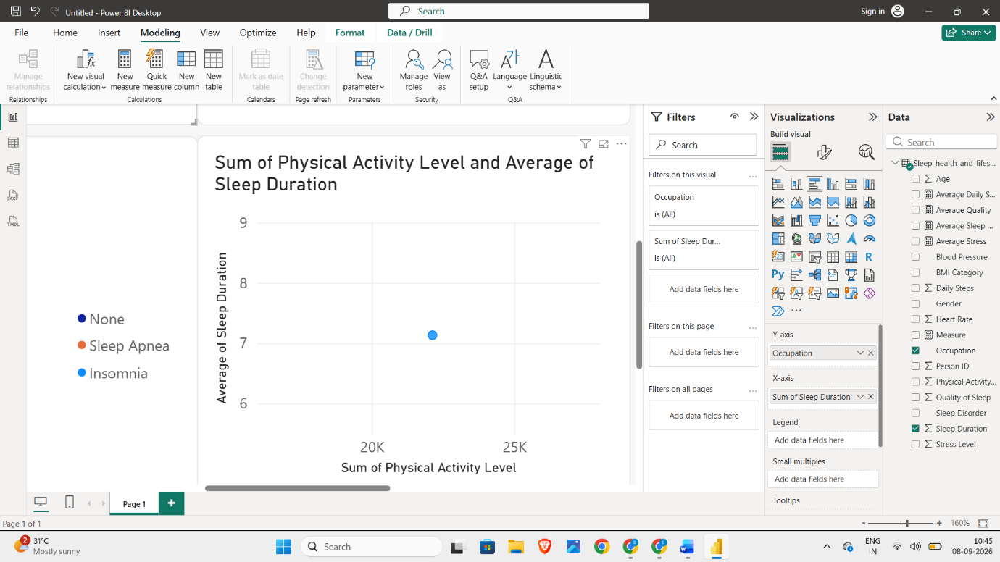 Untitled - Power BI Desktop
Search
Sign in
File
Home
Insert
Modeling
View
Optimize
Help
Format
Data / Drill
Share
Manage
relationships
New visual
calculation
New
measure
Quick
measure
New
column
New
table
Mark as date
table
Change
detection
New
parameter
Manage
roles
View
as
Q&A
setup
Language
Linguistic
schema
Relationships
Calculations
Calendars
Page refresh
Parameters
Security
Q&A
None
Sleep Apnea
Insomnia
Sum of Physical Activity Level and Average of
Sleep Duration
9
8
7
6
Average of Sleep Duration
20K
25K
Sum of Physical Activity Level
Filters
Search
Filters on this visual
Occupation
is (All)
Sum of Sleep Dur...
is (All)
Add data fields here
Filters on this page
Add data fields here
Filters on all pages
Add data fields here
Visualizations
Build visual
123
R
Py
Y-axis
Occupation
X-axis
Sum of Sleep Duration
Legend
Add data fields here
Small multiples
Add data fields here
Tooltips
Data
Search
Sleep_health_and_lifes...
Age
Average Daily S...
Average Quality
Average Sleep ...
Average Stress
Blood Pressure
BMI Category
Daily Steps
Gender
Heart Rate
Measure
Occupation
Person ID
Physical Activity...
Quality of Sleep
Sleep Disorder
Sleep Duration
Stress Level
DAX
TMDL
Page 1
Page 1 of 1
160%
2
31°C
Mostly sunny
Search
ENG
IN
10:45
08-09-2026